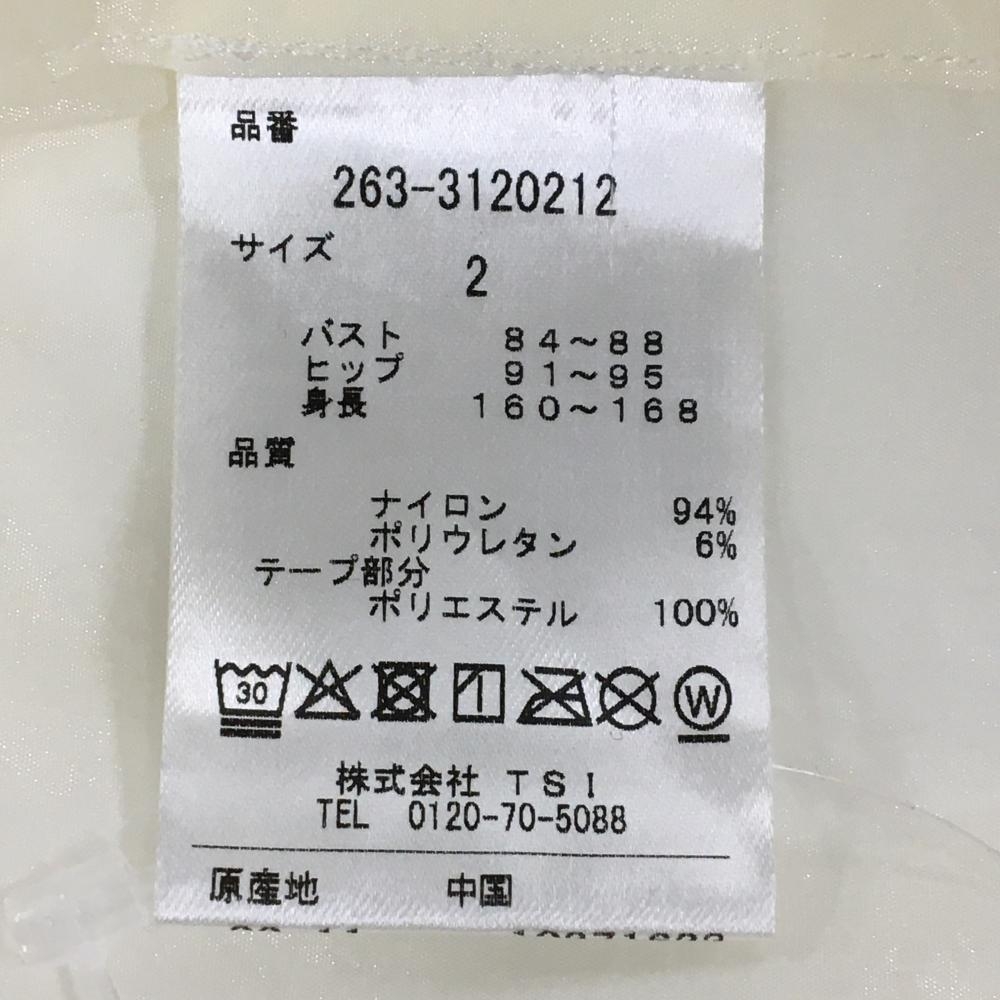 品番
263-3120212
サイズ
2
バスト 84~88
ヒップ 91~95
身長 160~168
品質
ナイロン 94%
ポリウレタン 6%
テープ部分
ポリエステル 100%
30 W
株式会社 TSI
TEL 0120-70-5088
原産地 中国